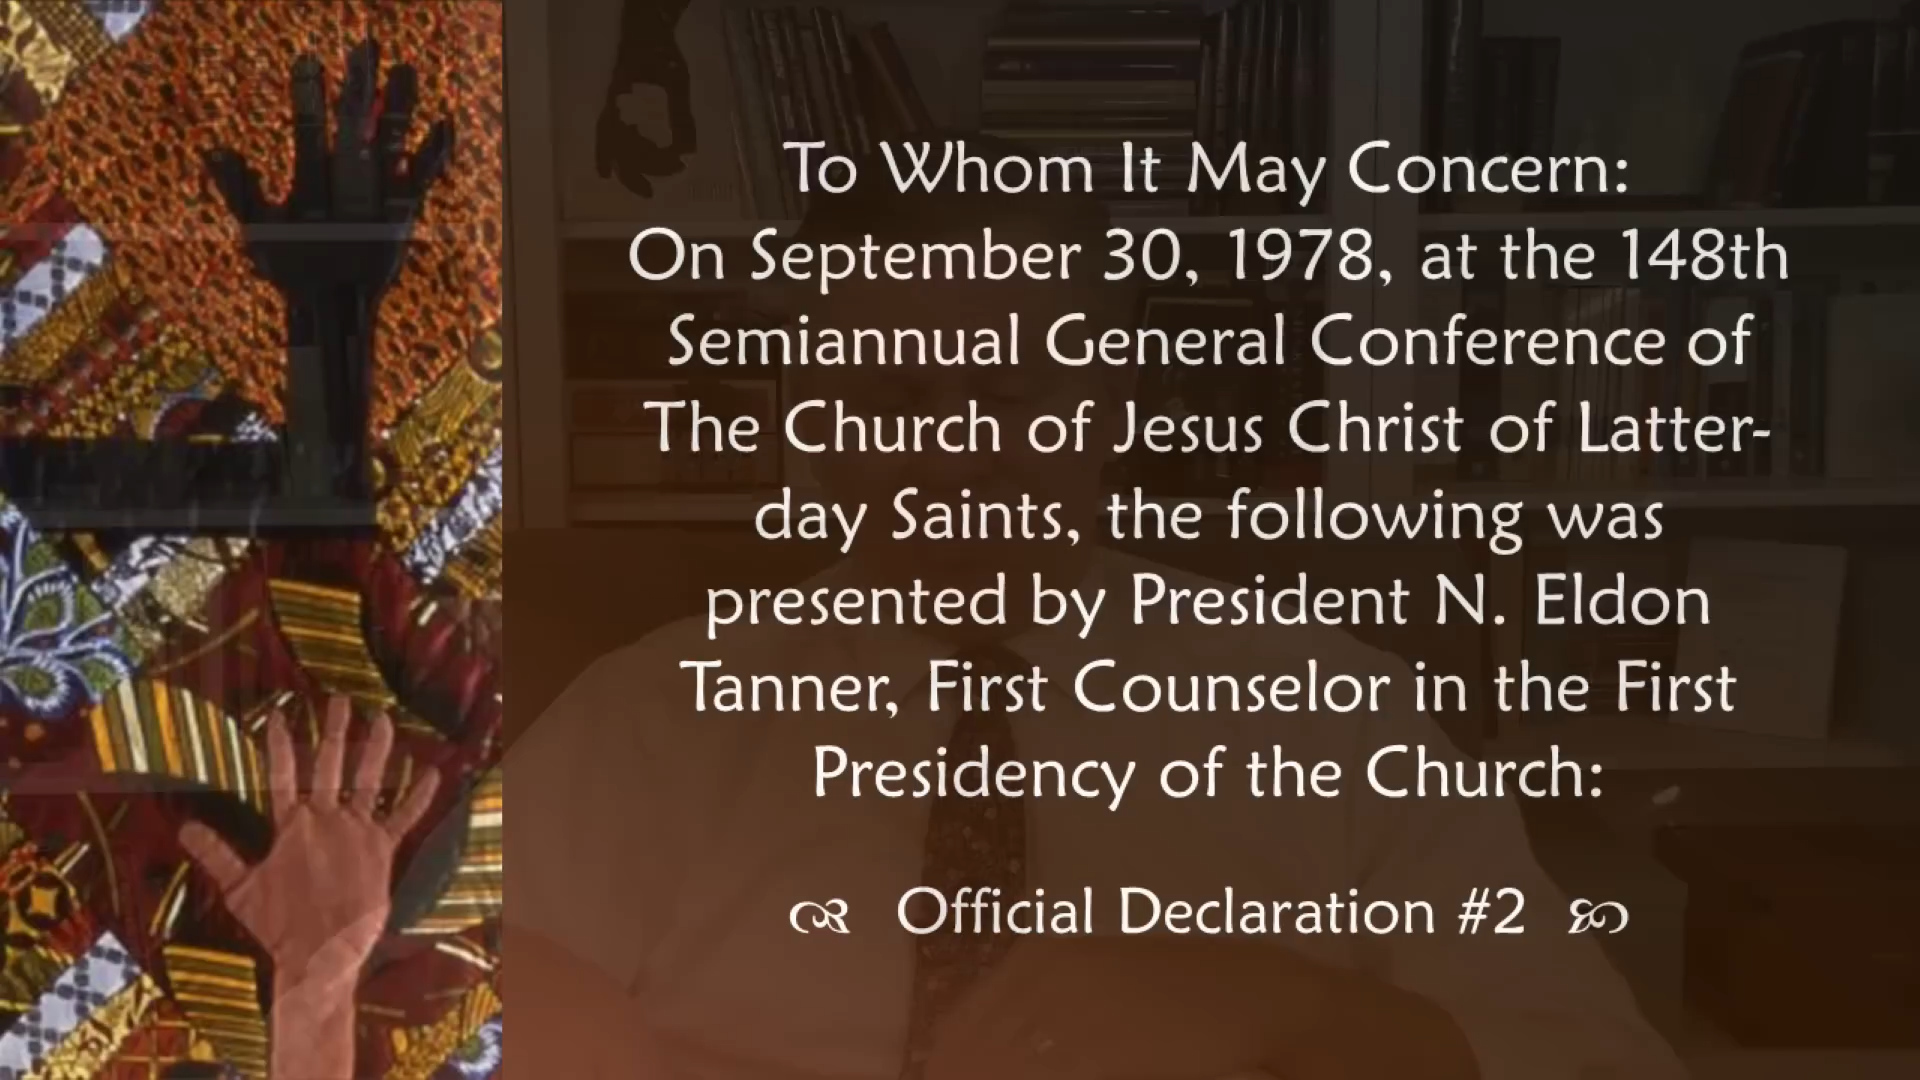 To Whom It May Concern:
On September 30, 1978, at the 148th
Semiannual General Conference of
The Church of Jesus Christ of Latter-
day Saints, the following was
presented by President N. Eldon
Tanner, First Counselor in the First
Presidency of the Church:
Official Declaration #2